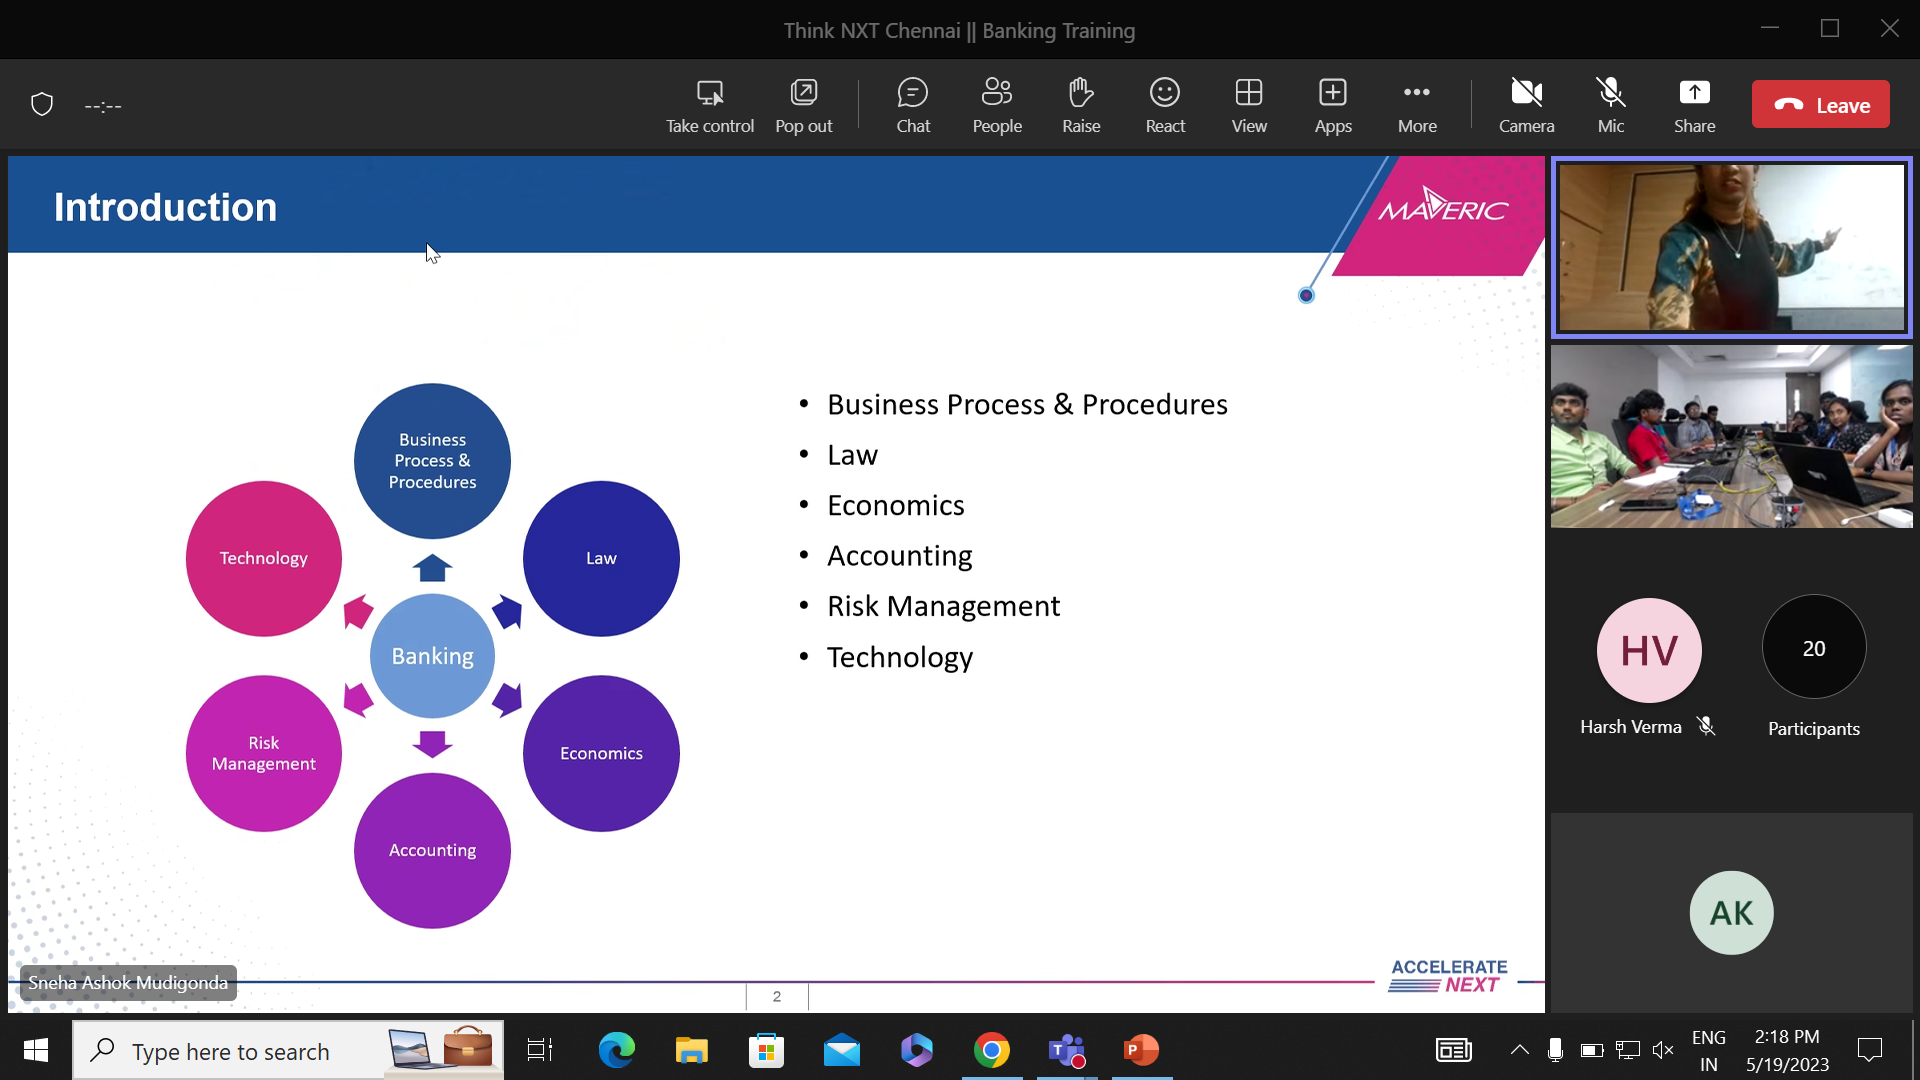 Think NXT Chennai || Banking Training
--:--
Take control
Pop out
Chat
People
Raise
React
View
Apps
More
Camera
Mic
Share
Leave
Introduction
MAVERIC
Business
Process &
Procedures
Technology
Law
Banking
Risk
Management
Economics
Accounting
• Business Process & Procedures
• Law
• Economics
• Accounting
• Risk Management
• Technology
HV
Harsh Verma
20
Participants
AK
Sneha Ashok Mudigonda
2
ACCELERATE
NEXT
Type here to search
ENG
IN
2:18 PM
5/19/2023